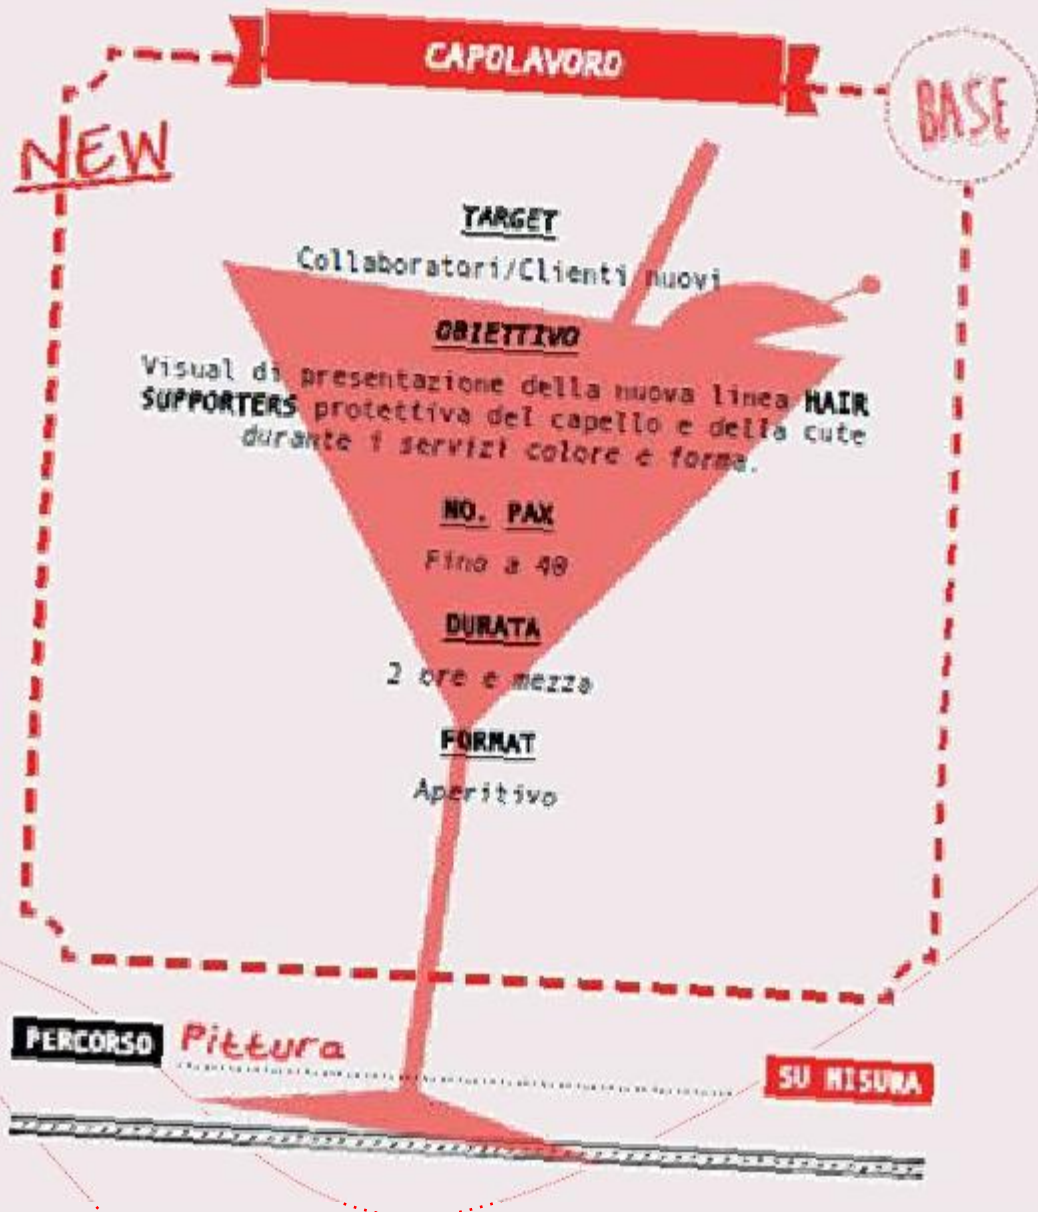 CAPOLAVORO
BASE
NEW
TARGET
Collaboratori/Clienti nuovi
OBIETTIVO
Visual di presentazione della nuova linea HAIR
SUPPORTERS protettiva del capello e della cute
durante i servizi colore e forma.
NO. PAX
Fino a 40
DURATA
2 ore e mezza
FORMAT
Aperitivo
PERCORSO Pittura
SU MISURA